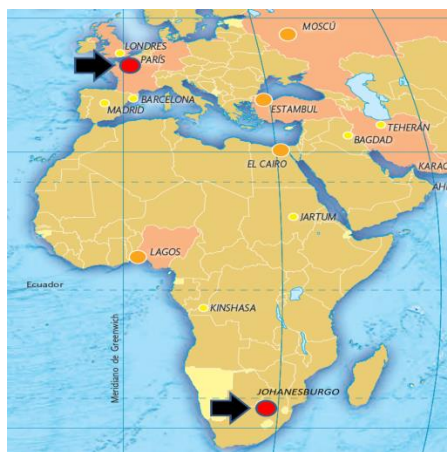 MOSCÚ
LONDRES
PARÍS
BARCELONA
MADRID
ESTAMBUL
TEHERÁN
BAGDAD
EL CAIRO
KARAC
AH
JARTUM
LAGOS
Ecuador
KINSHASA
Meridiano de Greenwich
JOHANESBURGO